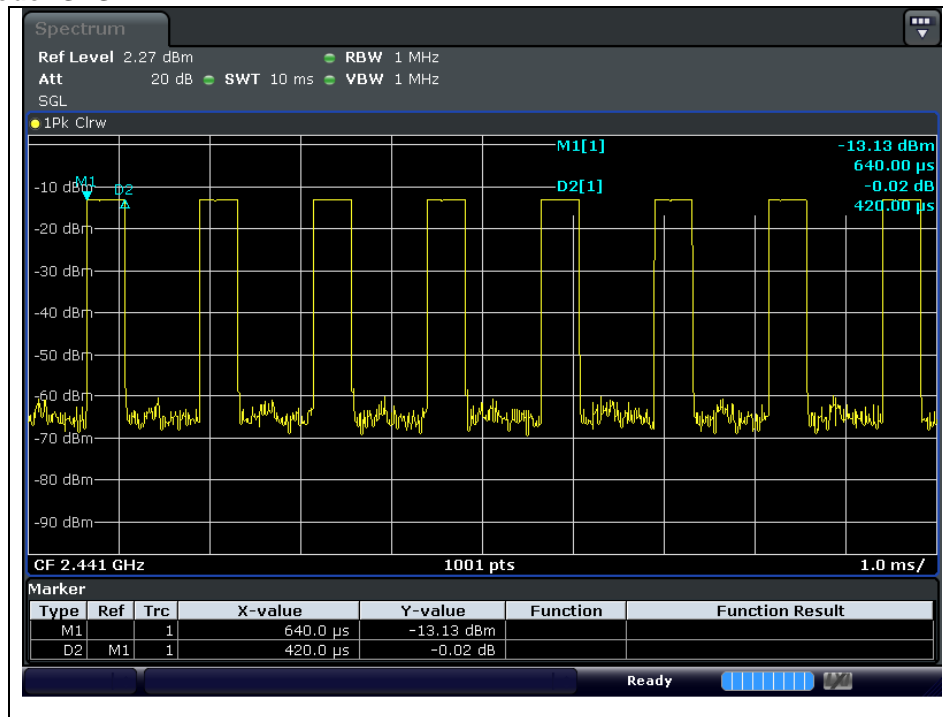 Spectrum
Ref Level 2.27 dBm RBW 1 MHz
Att 20 dB SWT 10 ms VBW 1 MHz
SGL
1Pk Clrw
M1[1] -13.13 dBm
640.00 µs
D2[1] -0.02 dB
420.00 µs
M1
D2
-10 dBm
-20 dBm
-30 dBm
-40 dBm
-50 dBm
-60 dBm
-70 dBm
-80 dBm
-90 dBm
CF 2.441 GHz 1001 pts 1.0 ms/
Marker
Type Ref Trc X-value Y-value Function Function Result
M1 1 640.0 µs -13.13 dBm
D2 M1 1 420.0 µs -0.02 dB
Ready